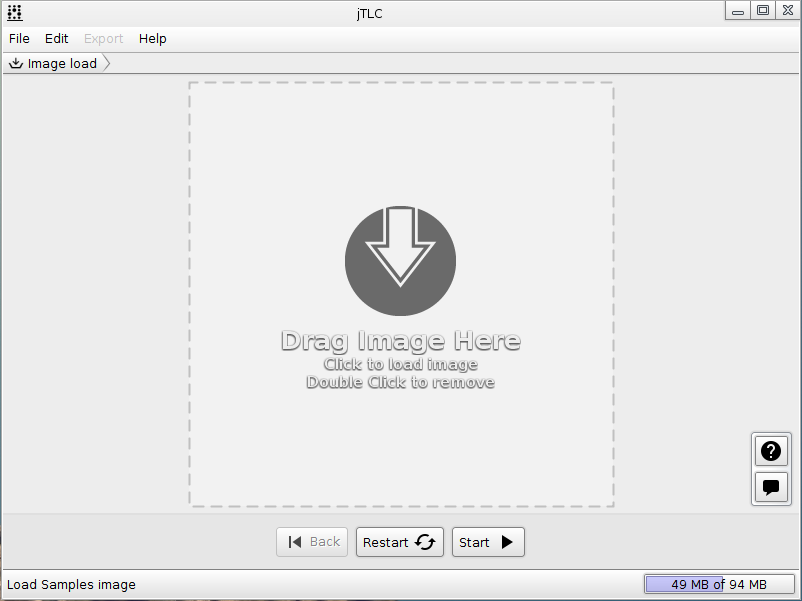 jTLC
File Edit Export Help
Image load
Drag Image Here
Click to load image
Double Click to remove
?
Back Restart Start
Load Samples image 49 MB of 94 MB